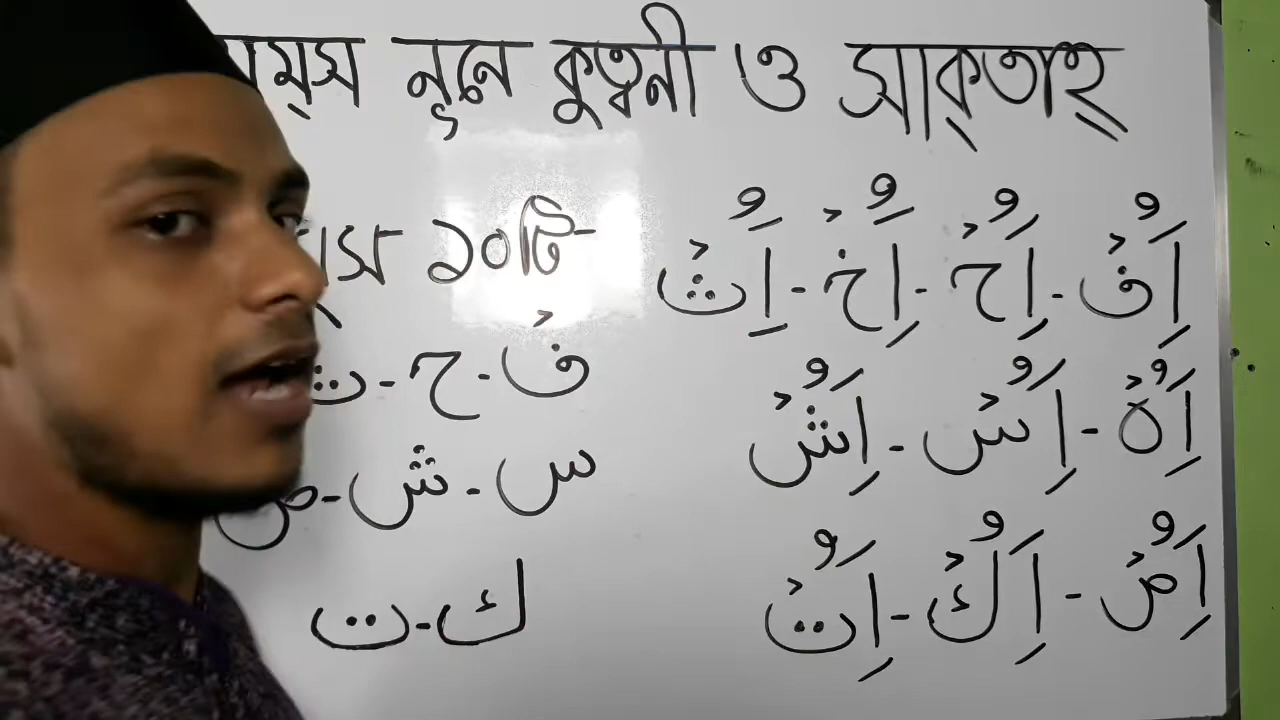 নূনে কুত্বনী ও সাক্তাহ্
১০টি
فْ - ح - ث
س - ش - ص
ك - ت
اَِفُْ - اَِحُْ - اَِخُْ - اَِثُْ
اَِهُْ - اَِسُْ - اَِشُْ
اَِصُْ - اَِكُْ - اَِتُْ